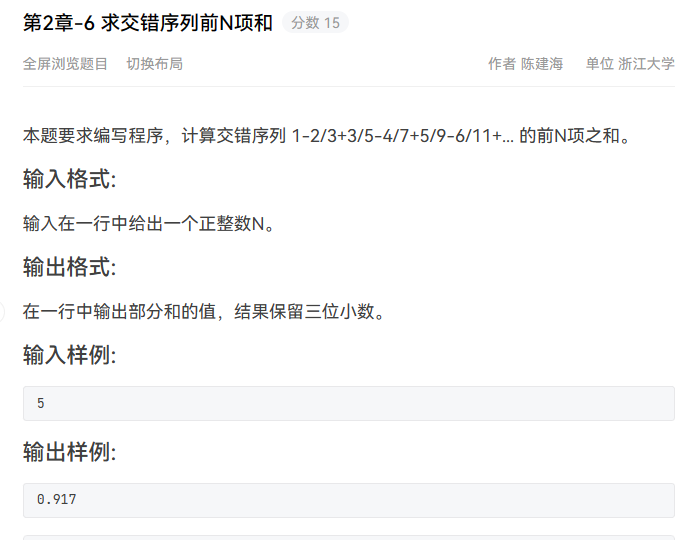 第2章-6 求交错序列前N项和 分数 15
全屏浏览题目 切换布局 作者 陈建海 单位 浙江大学
本题要求编写程序，计算交错序列 1-2/3+3/5-4/7+5/9-6/11+... 的前N项之和。
输入格式:
输入在一行中给出一个正整数N。
输出格式:
在一行中输出部分和的值，结果保留三位小数。
输入样例:
5
输出样例:
0.917